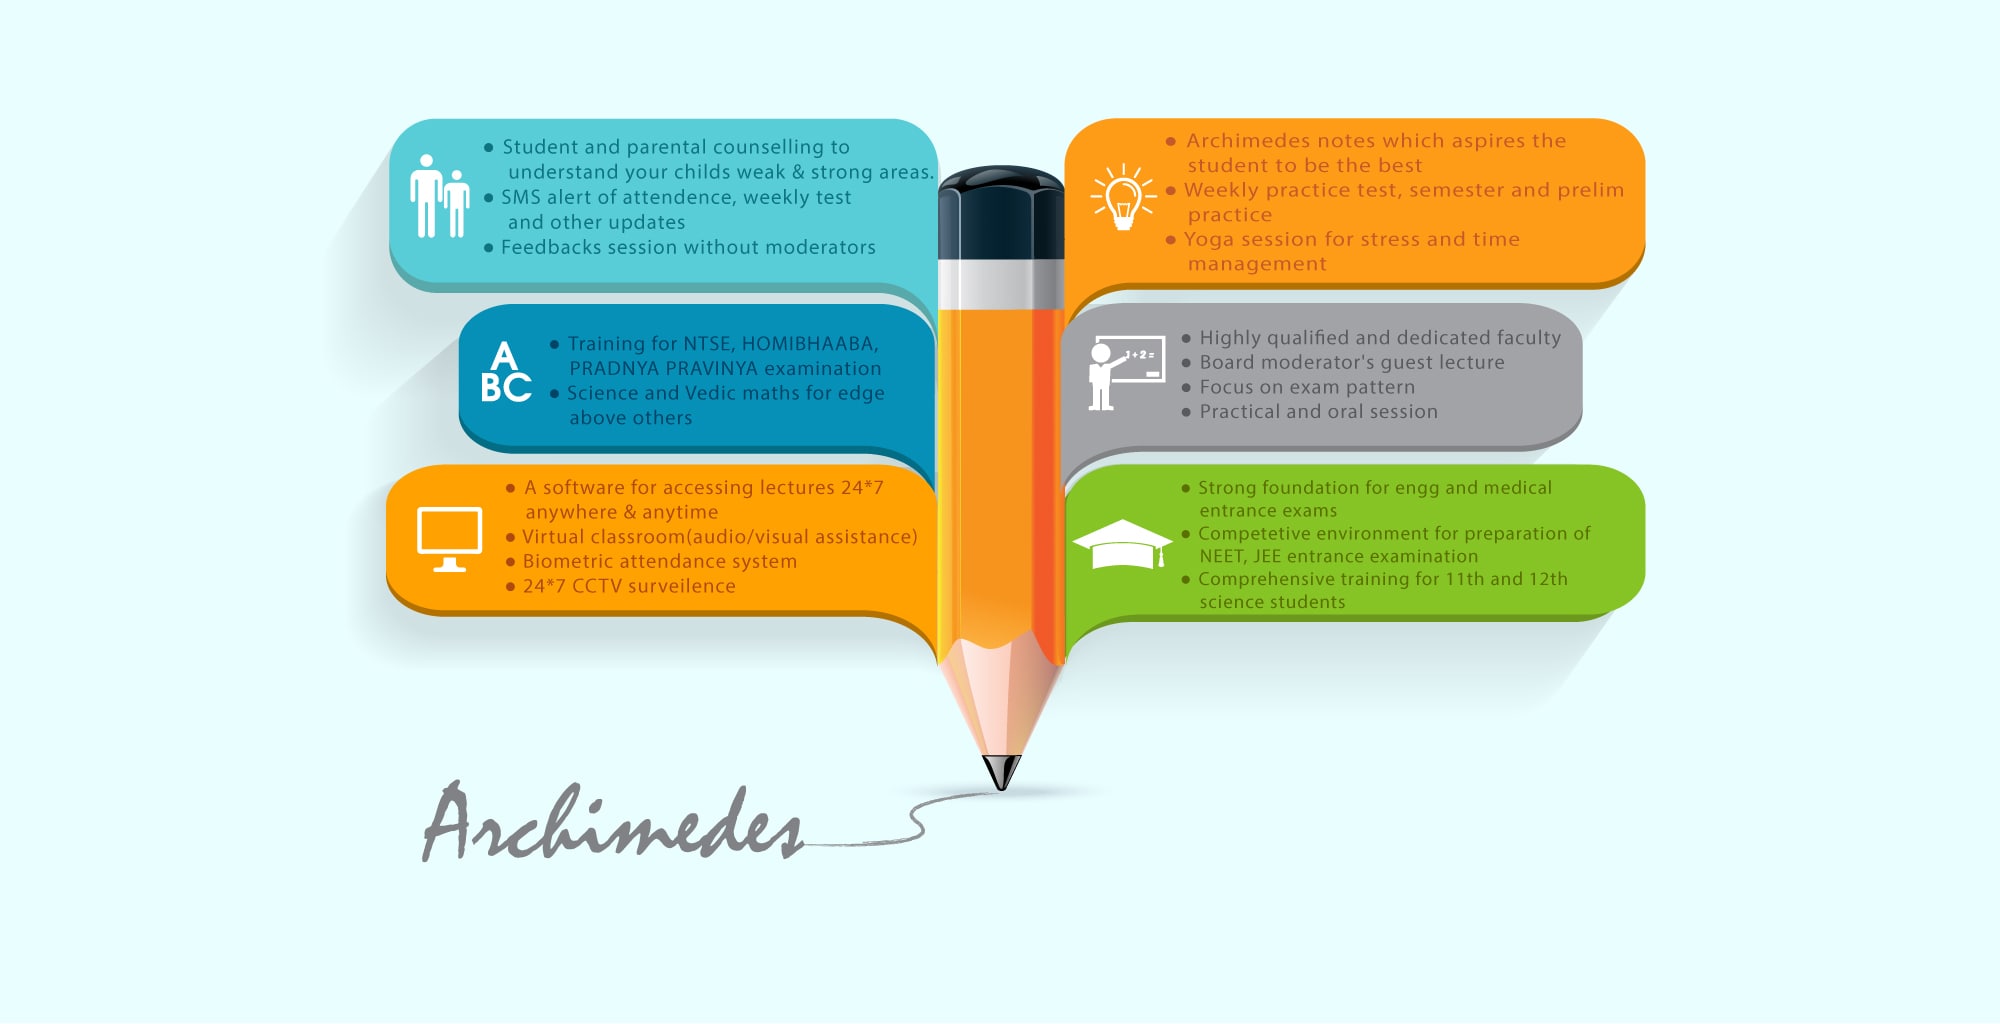 ● Student and parental counselling to
understand your childs weak & strong areas.
● SMS alert of attendence, weekly test
and other updates
● Feedbacks session without moderators
● Archimedes notes which aspires the
student to be the best
● Weekly practice test, semester and prelim
practice
● Yoga session for stress and time
management
A
BC
● Training for NTSE, HOMIBHAABA,
PRADNYA PRAVINYA examination
● Science and Vedic maths for edge
above others
1+2=
● Highly qualified and dedicated faculty
● Board moderator's guest lecture
● Focus on exam pattern
● Practical and oral session
● A software for accessing lectures 24*7
anywhere & anytime
● Virtual classroom(audio/visual assistance)
● Biometric attendance system
● 24*7 CCTV surveilence
● Strong foundation for engg and medical
entrance exams
● Competetive environment for preparation of
NEET, JEE entrance examination
● Comprehensive training for 11th and 12th
science students
Archimedes